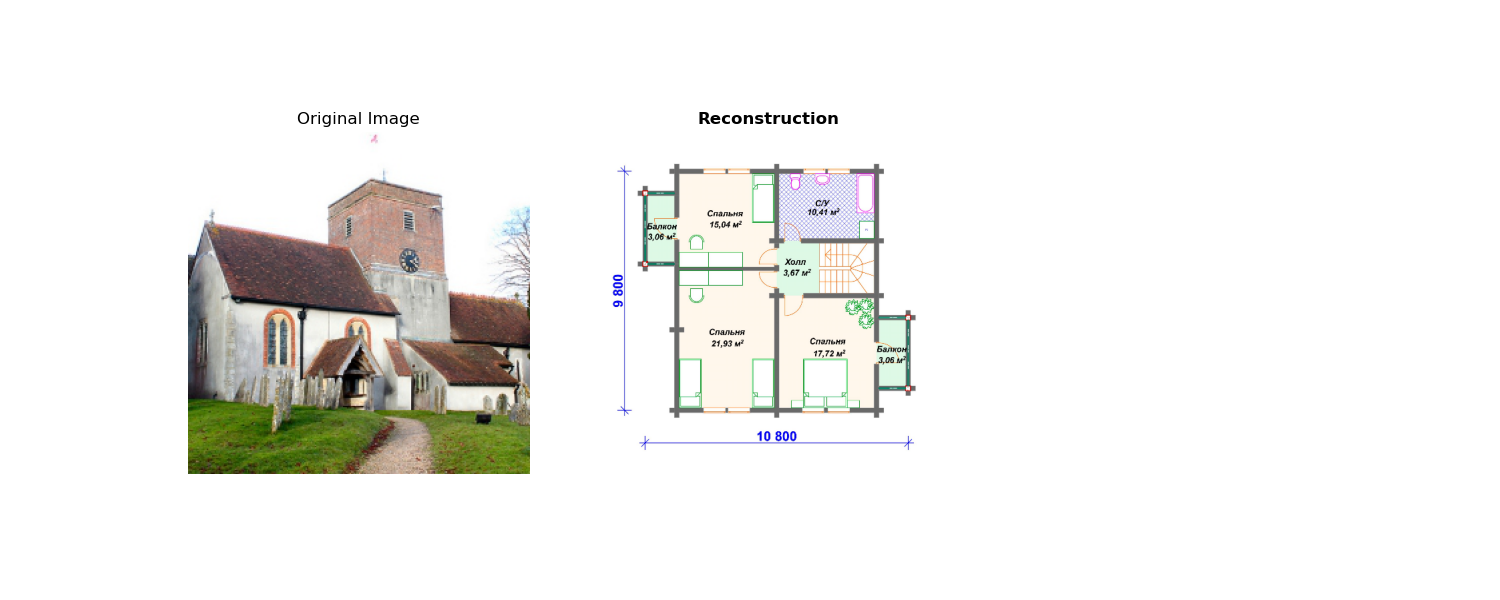 Original Image
Reconstruction
Спальня
15,04 м²
С/У
10,41 м²
Балкон
3,06 м²
Холл
3,67 м²
9 800
Спальня
21,93 м²
Спальня
17,72 м²
Балкон
3,06 м²
10 800